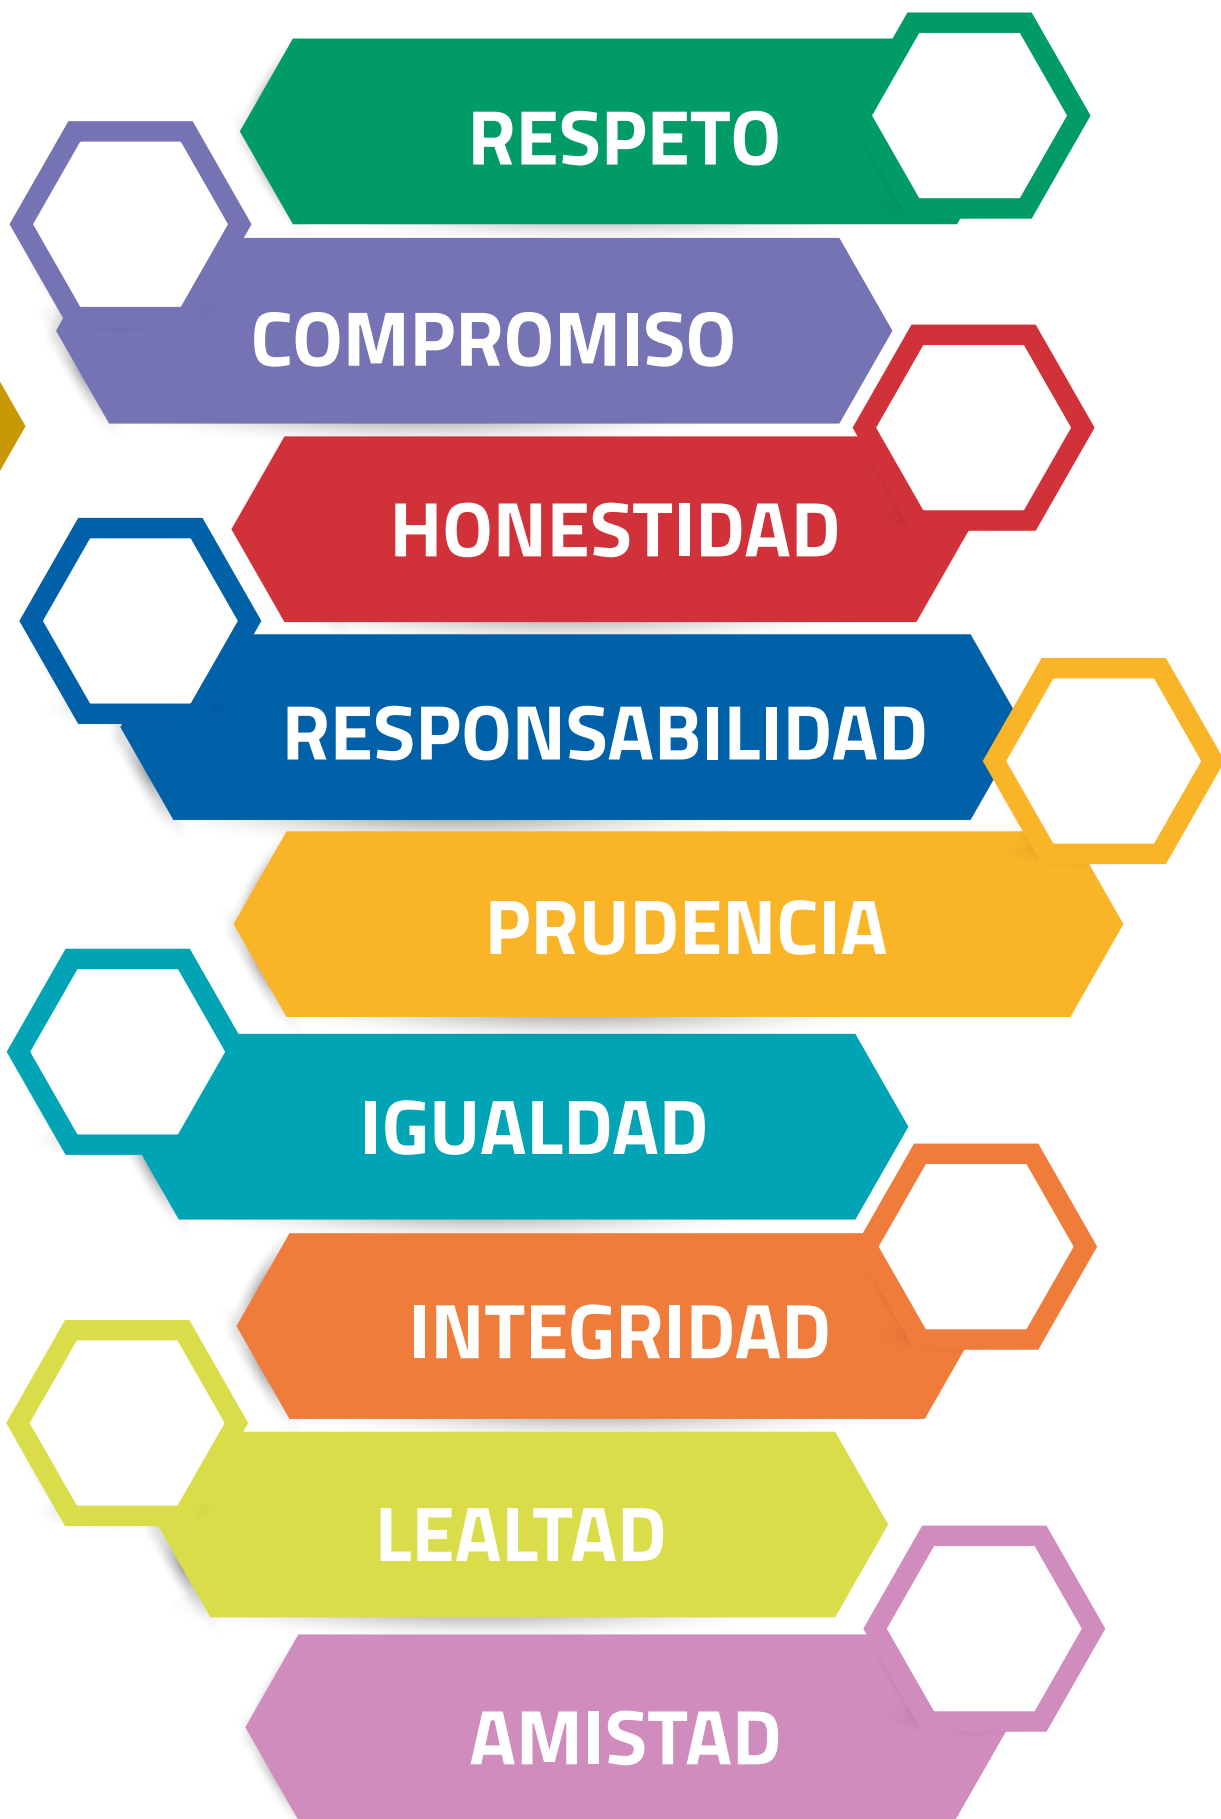 RESPETO
COMPROMISO
HONESTIDAD
RESPONSABILIDAD
PRUDENCIA
IGUALDAD
INTEGRIDAD
LEALTAD
AMISTAD